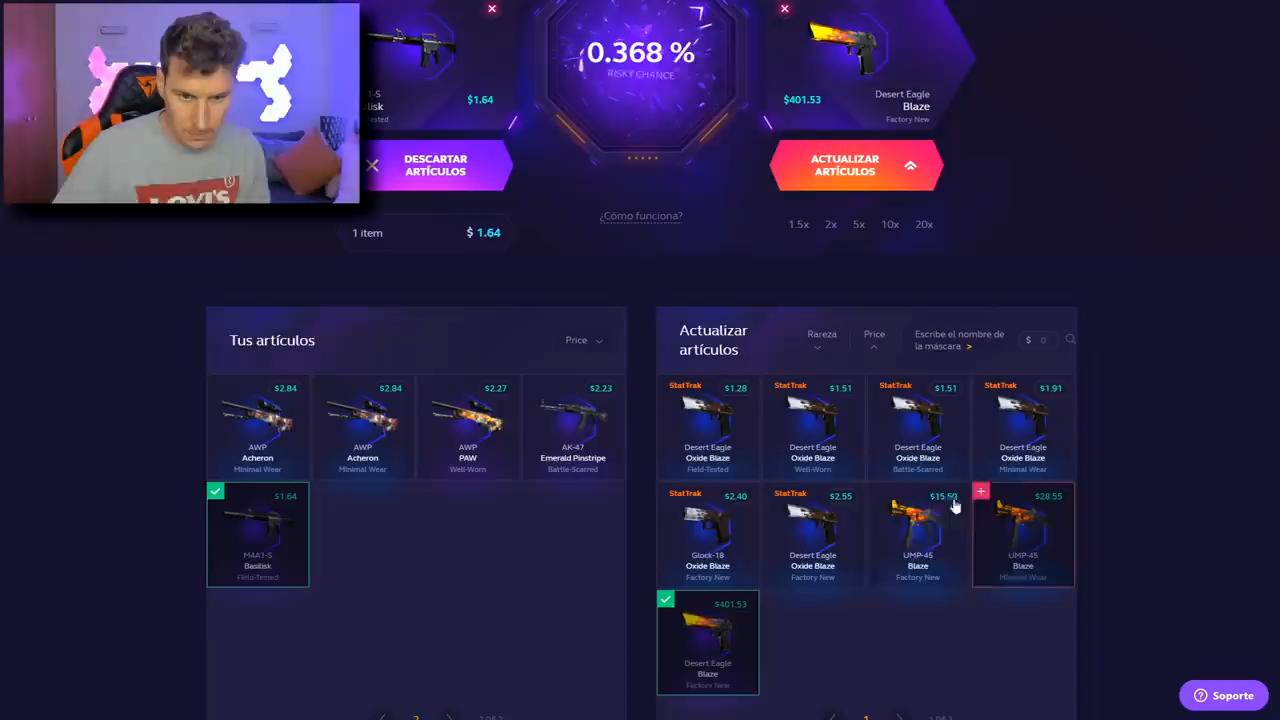 1-S
ilisk
ested
$1.64
0.368 %
RISKY CHANCE
$401.53
Desert Eagle
Blaze
Factory New
DESCARTAR
ARTÍCULOS
ACTUALIZAR
ARTÍCULOS
¿Cómo funciona?
1 item
$ 1.64
1.5x 2x 5x 10x 20x
LOVI'S
Tus artículos
Price
Actualizar
artículos
Rareza
Price
Escribe el nombre de
la máscara >
$ 0
$2.84
AWP
Acheron
Minimal Wear
$2.84
AWP
Acheron
Minimal Wear
$2.27
AWP
PAW
Well-Worn
$2.23
AK-47
Emerald Pinstripe
Battle-Scarred
$1.64
M4A1-S
Basilisk
Field-Tested
StatTrak $1.28
Desert Eagle
Oxide Blaze
Field-Tested
StatTrak $1.51
Desert Eagle
Oxide Blaze
Well-Worn
StatTrak $1.51
Desert Eagle
Oxide Blaze
Battle-Scarred
StatTrak $1.91
Desert Eagle
Oxide Blaze
Minimal Wear
StatTrak $2.40
Glock-18
Oxide Blaze
Factory New
StatTrak $2.55
Desert Eagle
Oxide Blaze
Factory New
UMP-45
Blaze
Factory New
$28.55
UMP-45
Blaze
Minimal Wear
$401.53
Desert Eagle
Blaze
Factory New
Soporte